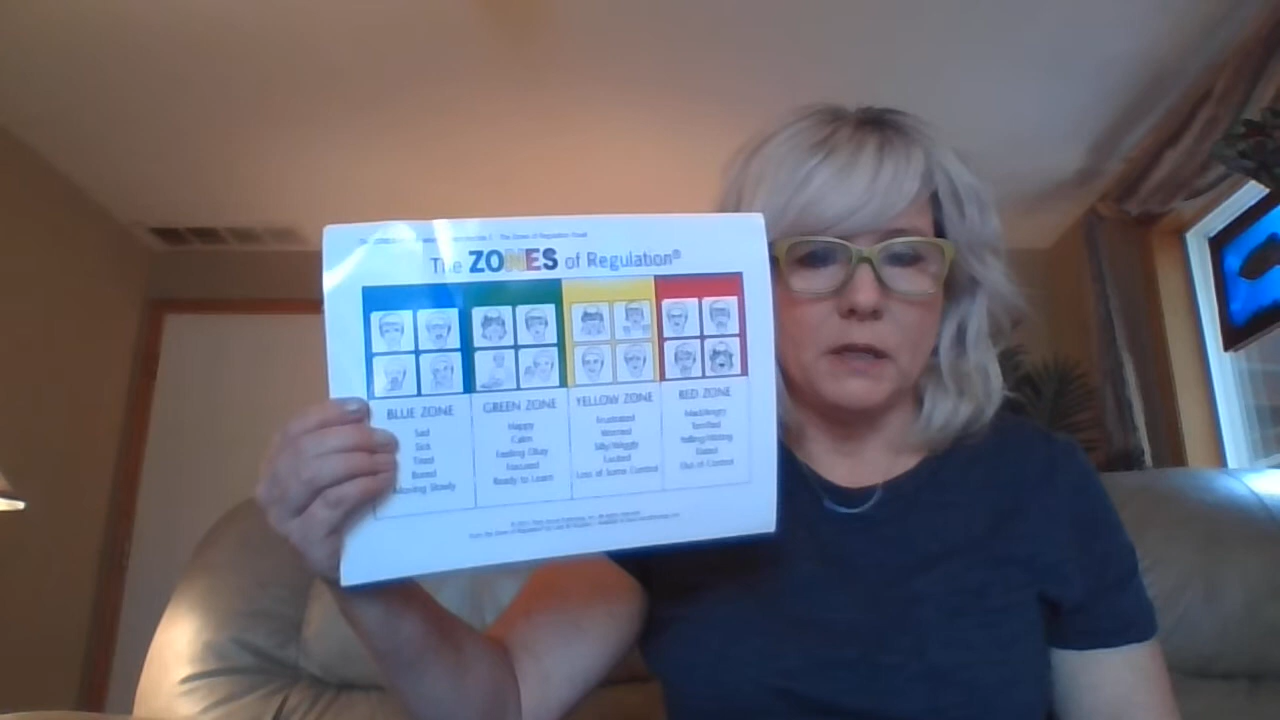 The ZONES of Regulation®
BLUE ZONE
Sad
Sick
Tired
Bored
Moving Slowly
GREEN ZONE
Happy
Calm
Feeling Okay
Focused
Ready to Learn
YELLOW ZONE
Frustrated
Worried
Silly/Wiggly
Excited
Loss of Some Control
RED ZONE
Mad/Angry
Terrified
Yelling/Hitting
Elated
Out of Control